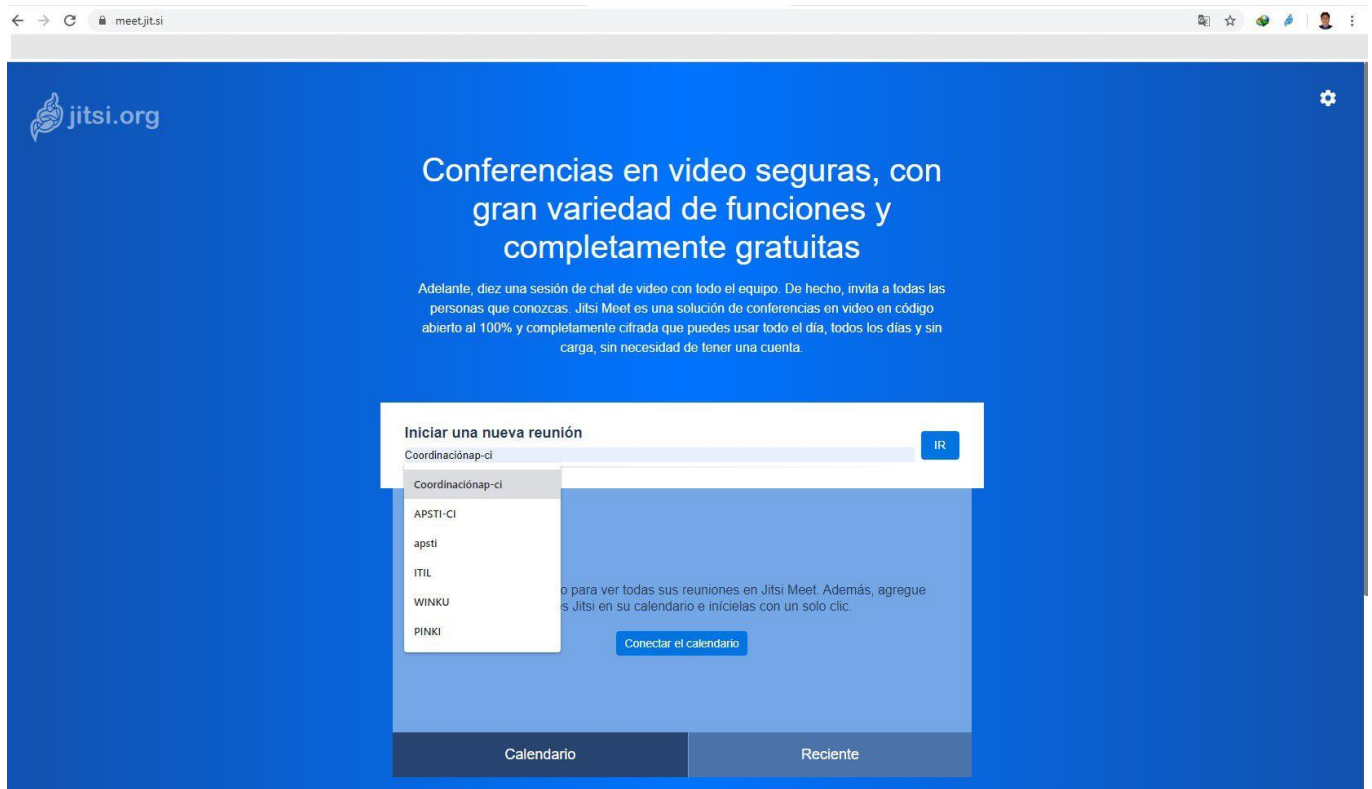 meet.jit.si
jitsi.org
Conferencias en video seguras, con
gran variedad de funciones y
completamente gratuitas
Adelante, diez una sesión de chat de video con todo el equipo. De hecho, invita a todas las
personas que conozcas. Jitsi Meet es una solución de conferencias en video en código
abierto al 100% y completamente cifrada que puedes usar todo el día, todos los días y sin
carga, sin necesidad de tener una cuenta.
Iniciar una nueva reunión
IR
Coordinaciónap-ci
Coordinaciónap-ci
APSTI-CI
apsti
ITIL
WINKU
PINKI
para ver todas sus reuniones en Jitsi Meet. Además, agregue
Jitsi en su calendario e inícielas con un solo clic.
Conectar el calendario
Calendario
Reciente